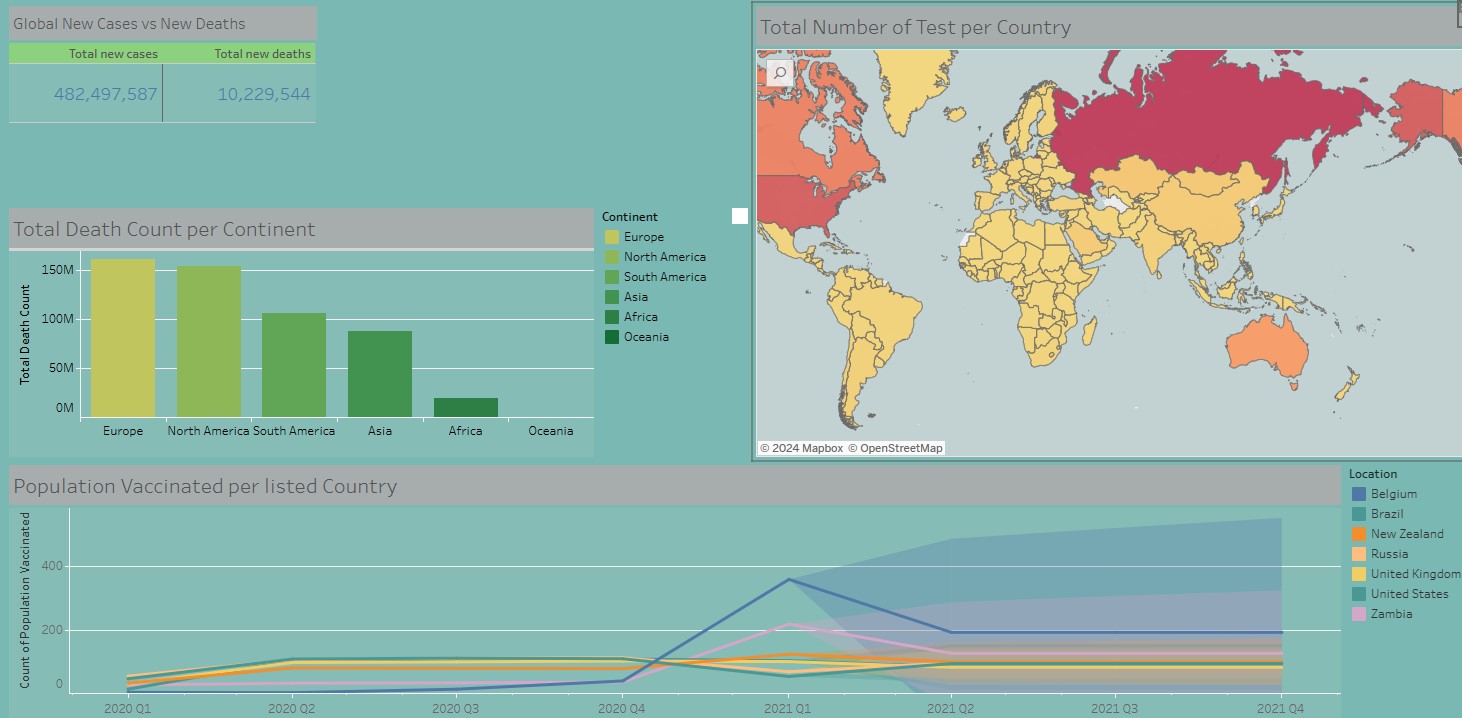 Global New Cases vs New Deaths
Total new cases Total new deaths
482,497,587 10,229,544
Total Number of Test per Country
© 2024 Mapbox © OpenStreetMap
Total Death Count per Continent
Total Death Count
150M
100M
50M
0M
Europe North America South America Asia Africa Oceania
Continent
Europe
North America
South America
Asia
Africa
Oceania
Population Vaccinated per listed Country
Count of Population Vaccinated
400
200
0
2020 Q1 2020 Q2 2020 Q3 2020 Q4 2021 Q1 2021 Q2 2021 Q3 2021 Q4
Location
Belgium
Brazil
New Zealand
Russia
United Kingdom
United States
Zambia